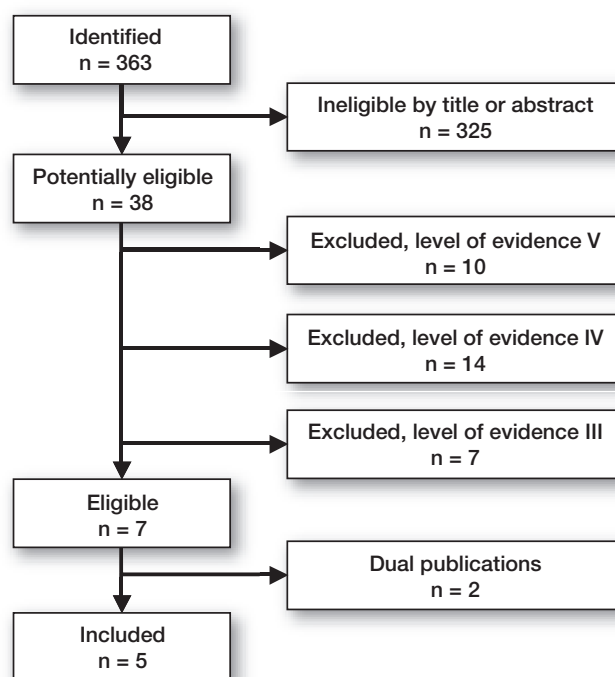 Identified
n = 363
Ineligible by title or abstract
n = 325
Potentially eligible
n = 38
Excluded, level of evidence V
n = 10
Excluded, level of evidence IV
n = 14
Excluded, level of evidence III
n = 7
Eligible
n = 7
Dual publications
n = 2
Included
n = 5